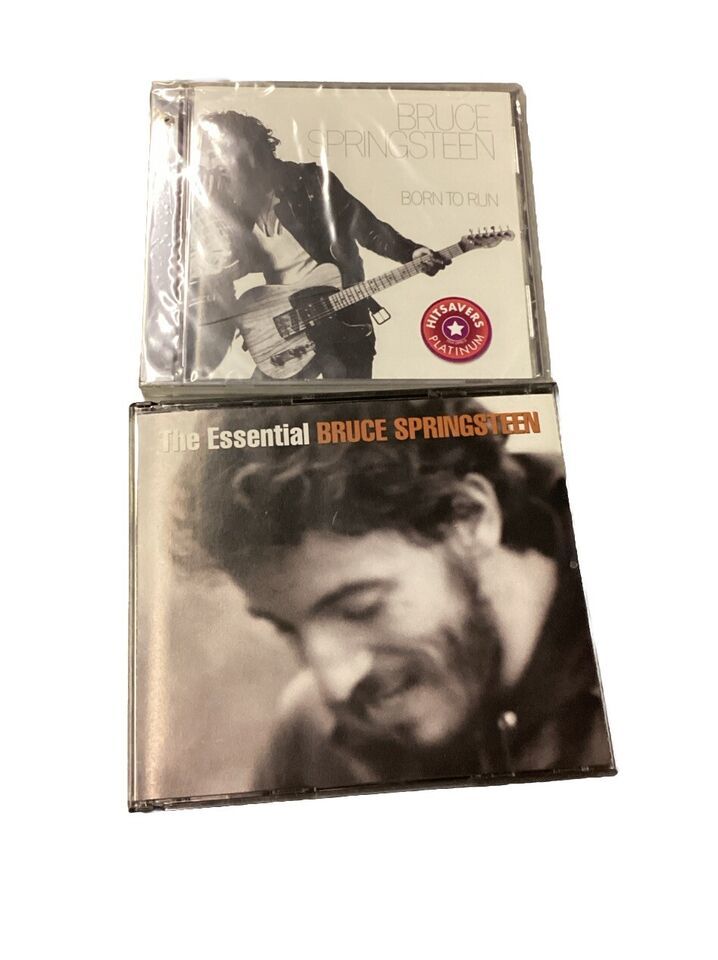 BRUCE
SPRINGSTEEN
BORN TO RUN
HITSAVERS
PLATINUM
The Essential BRUCE SPRINGSTEEN